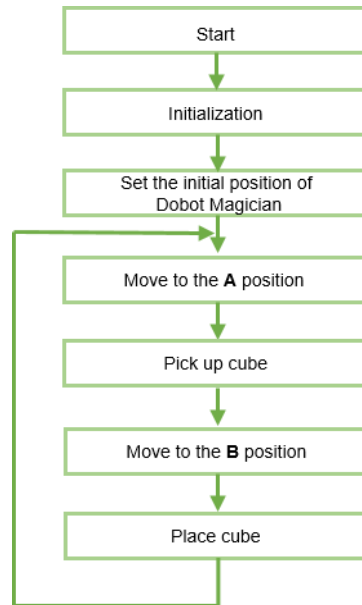 Start
Initialization
Set the initial position of
Dobot Magician
Move to the A position
Pick up cube
Move to the B position
Place cube